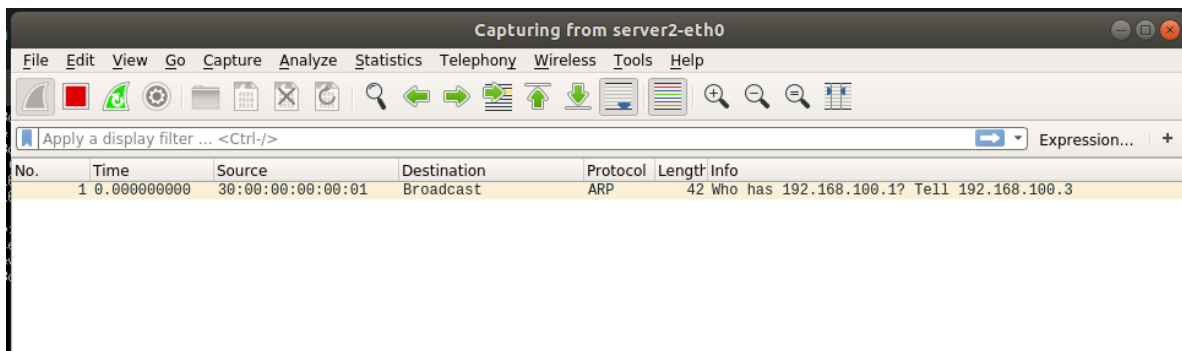 Capturing from server2-eth0
File Edit View Go Capture Analyze Statistics Telephony Wireless Tools Help
Apply a display filter ... <Ctrl-/> Expression... +
No. Time Source Destination Protocol Length Info
1 0.000000000 30:00:00:00:00:01 Broadcast ARP 42 Who has 192.168.100.1? Tell 192.168.100.3